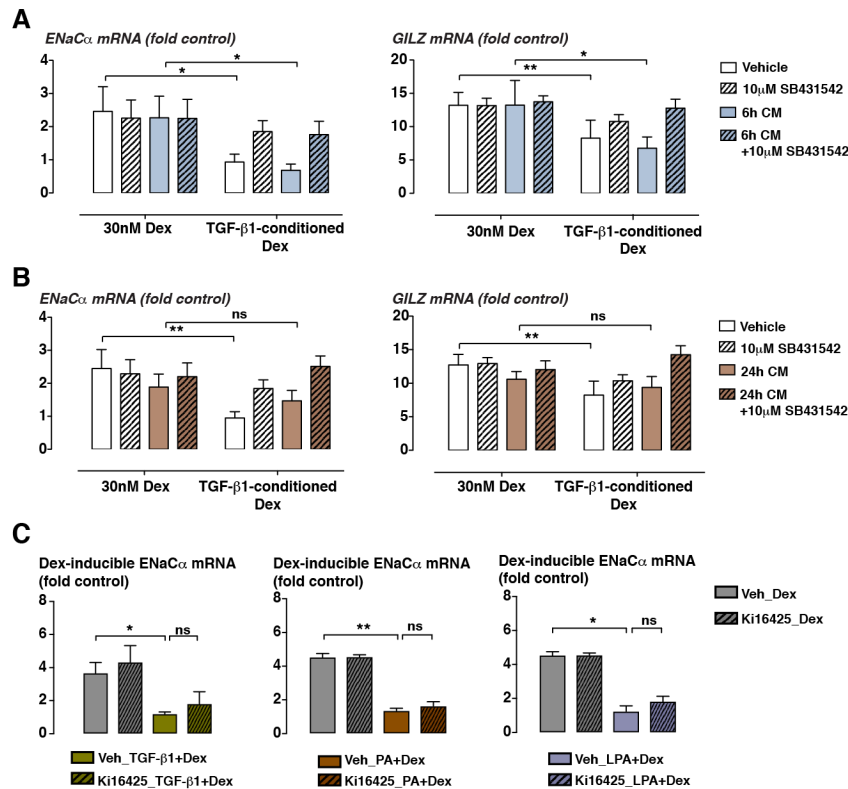 A
ENaCα mRNA (fold control)
4
3
2
1
0
*
*
30nM Dex
TGF-β1-conditioned
Dex
GILZ mRNA (fold control)
20
15
10
5
0
*
**
30nM Dex
TGF-β1-conditioned
Dex
Vehicle
10μM SB431542
6h CM
6h CM
+10μM SB431542
B
ENaCα mRNA (fold control)
4
3
2
1
0
ns
**
30nM Dex
TGF-β1-conditioned
Dex
GILZ mRNA (fold control)
20
15
10
5
0
ns
**
30nM Dex
TGF-β1-conditioned
Dex
Vehicle
10μM SB431542
24h CM
24h CM
+10μM SB431542
C
Dex-inducible ENaCα mRNA
(fold control)
8
6
4
2
0
*
ns
Veh_TGF-β1+Dex
Ki16425_TGF-β1+Dex
Dex-inducible ENaCα mRNA
(fold control)
8
6
4
2
0
**
ns
Veh_PA+Dex
Ki16425_PA+Dex
Dex-inducible ENaCα mRNA
(fold control)
8
6
4
2
0
*
ns
Veh_LPA+Dex
Ki16425_LPA+Dex
Veh_Dex
Ki16425_Dex